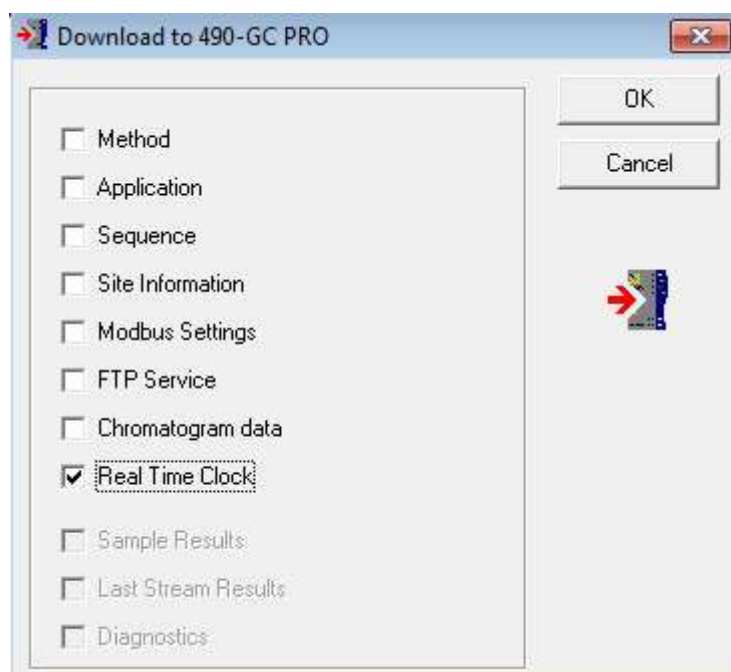 Download to 490-GC PRO
OK
Cancel
Method
Application
Sequence
Site Information
Modbus Settings
FTP Service
Chromatogram data
Real Time Clock
Sample Results
Last Stream Results
Diagnostics